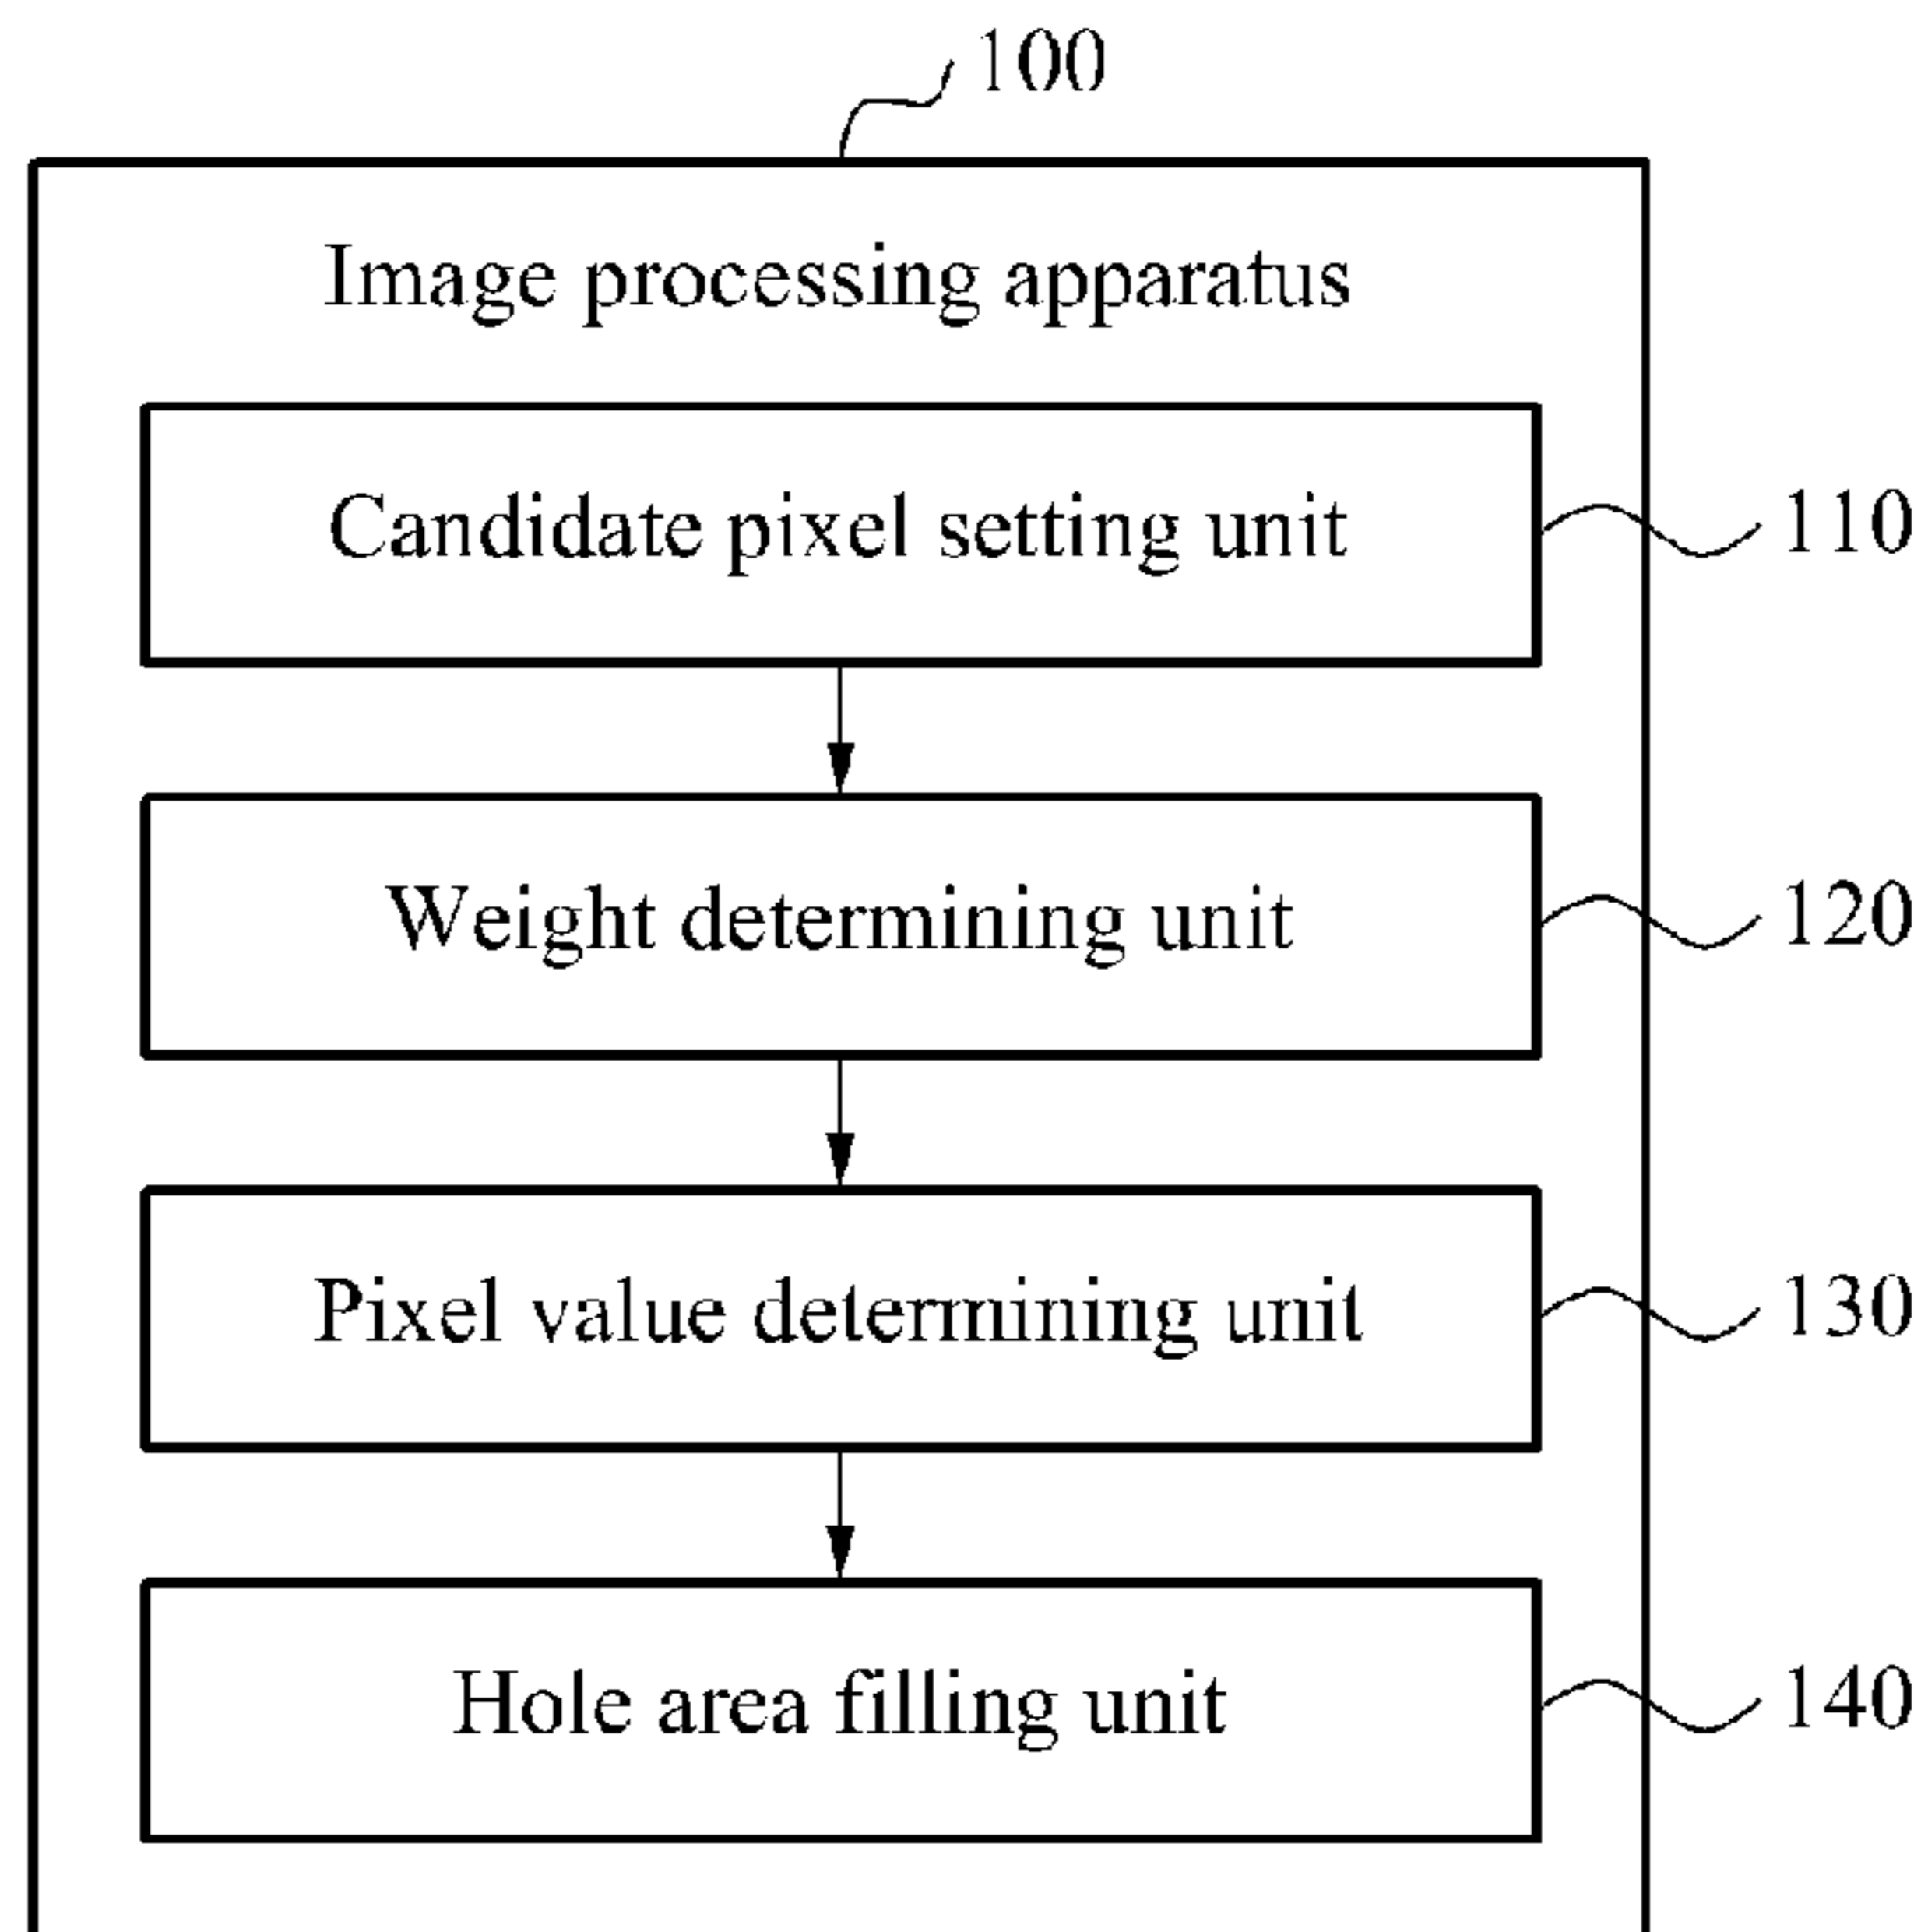 100
Image processing apparatus
Candidate pixel setting unit
110
Weight determining unit
120
Pixel value determining unit
130
Hole area filling unit
140